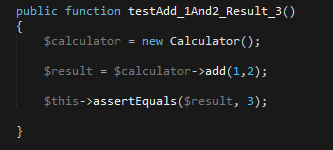 public function testAdd_1And2_Result_3()
{
$calculator = new Calculator();
$result = $calculator->add(1,2);
$this->assertEquals($result, 3);
}